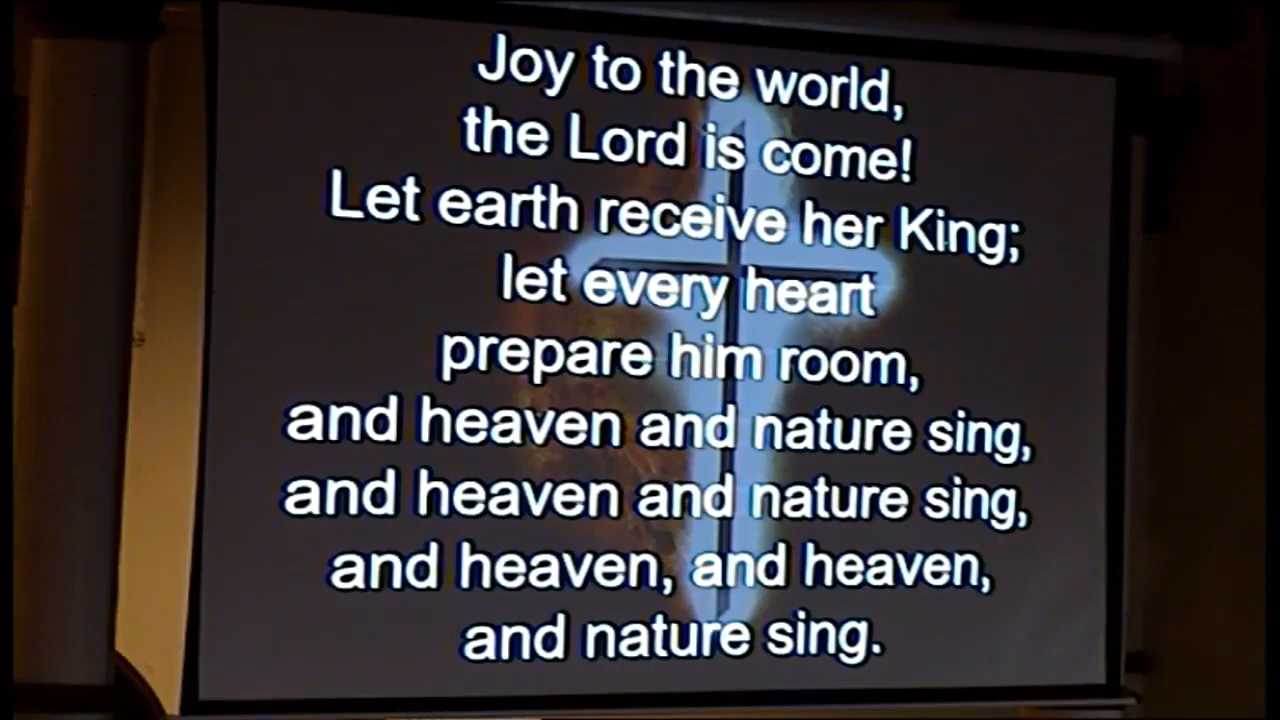 Joy to the world,
the Lord is come!
Let earth receive her King;
let every heart
prepare him room,
and heaven and nature sing,
and heaven and nature sing,
and heaven, and heaven,
and nature sing.